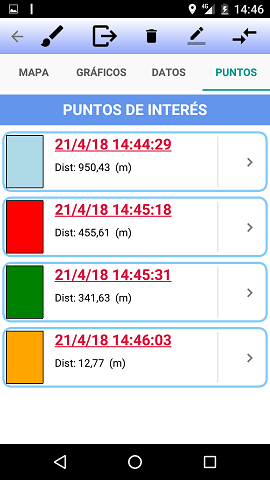 4G 14:46
MAPA GRÁFICOS DATOS PUNTOS
PUNTOS DE INTERÉS
21/4/18 14:44:29
Dist: 950,43 (m)
21/4/18 14:45:18
Dist: 455,61 (m)
21/4/18 14:45:31
Dist: 341,63 (m)
21/4/18 14:46:03
Dist: 12,77 (m)